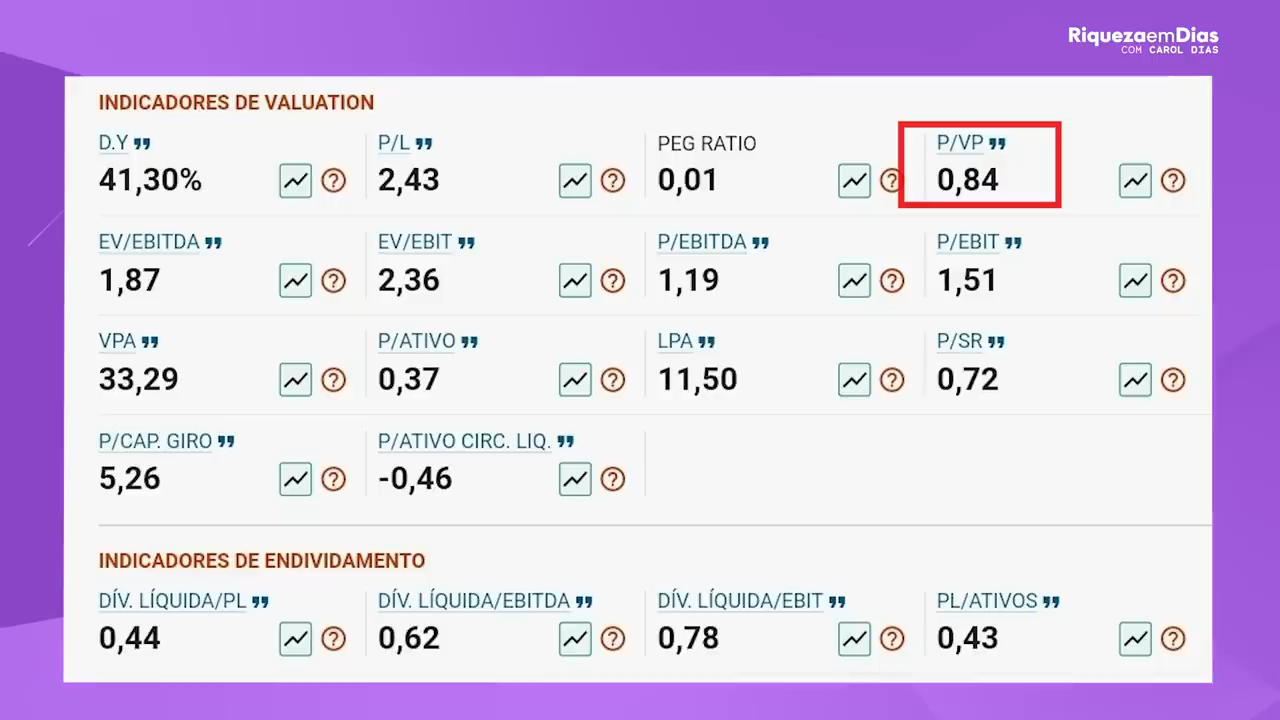 RiquezaemDias
COM CAROL DIAS
INDICADORES DE VALUATION
D.Y P/L PEG RATIO P/VP
41,30% 2,43 0,01 0,84
EV/EBITDA EV/EBIT P/EBITDA P/EBIT
1,87 2,36 1,19 1,51
VPA P/ATIVO LPA P/SR
33,29 0,37 11,50 0,72
P/CAP. GIRO P/ATIVO CIRC. LIQ.
5,26 -0,46
INDICADORES DE ENDIVIDAMENTO
DÍV. LÍQUIDA/PL DÍV. LÍQUIDA/EBITDA DÍV. LÍQUIDA/EBIT PL/ATIVOS
0,44 0,62 0,78 0,43